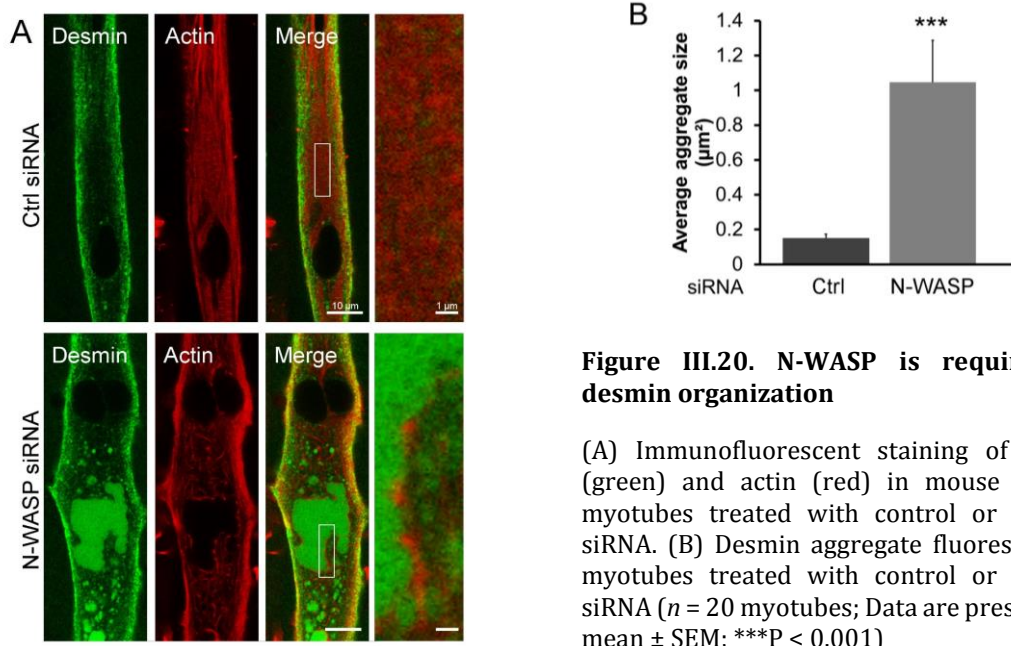 A
Desmin Actin Merge
Ctrl siRNA
10 µm 1 µm
Desmin Actin Merge
N-WASP siRNA
B
Average aggregate size
(µm²)
1.4
1.2
1
0.8
0.6
0.4
0.2
0
***
siRNA Ctrl N-WASP
Figure III.20. N-WASP is requir
desmin organization
(A) Immunofluorescent staining of
(green) and actin (red) in mouse
myotubes treated with control or
siRNA. (B) Desmin aggregate fluores
myotubes treated with control or
siRNA (n = 20 myotubes; Data are pres
mean ± SEM; ***P < 0.001)